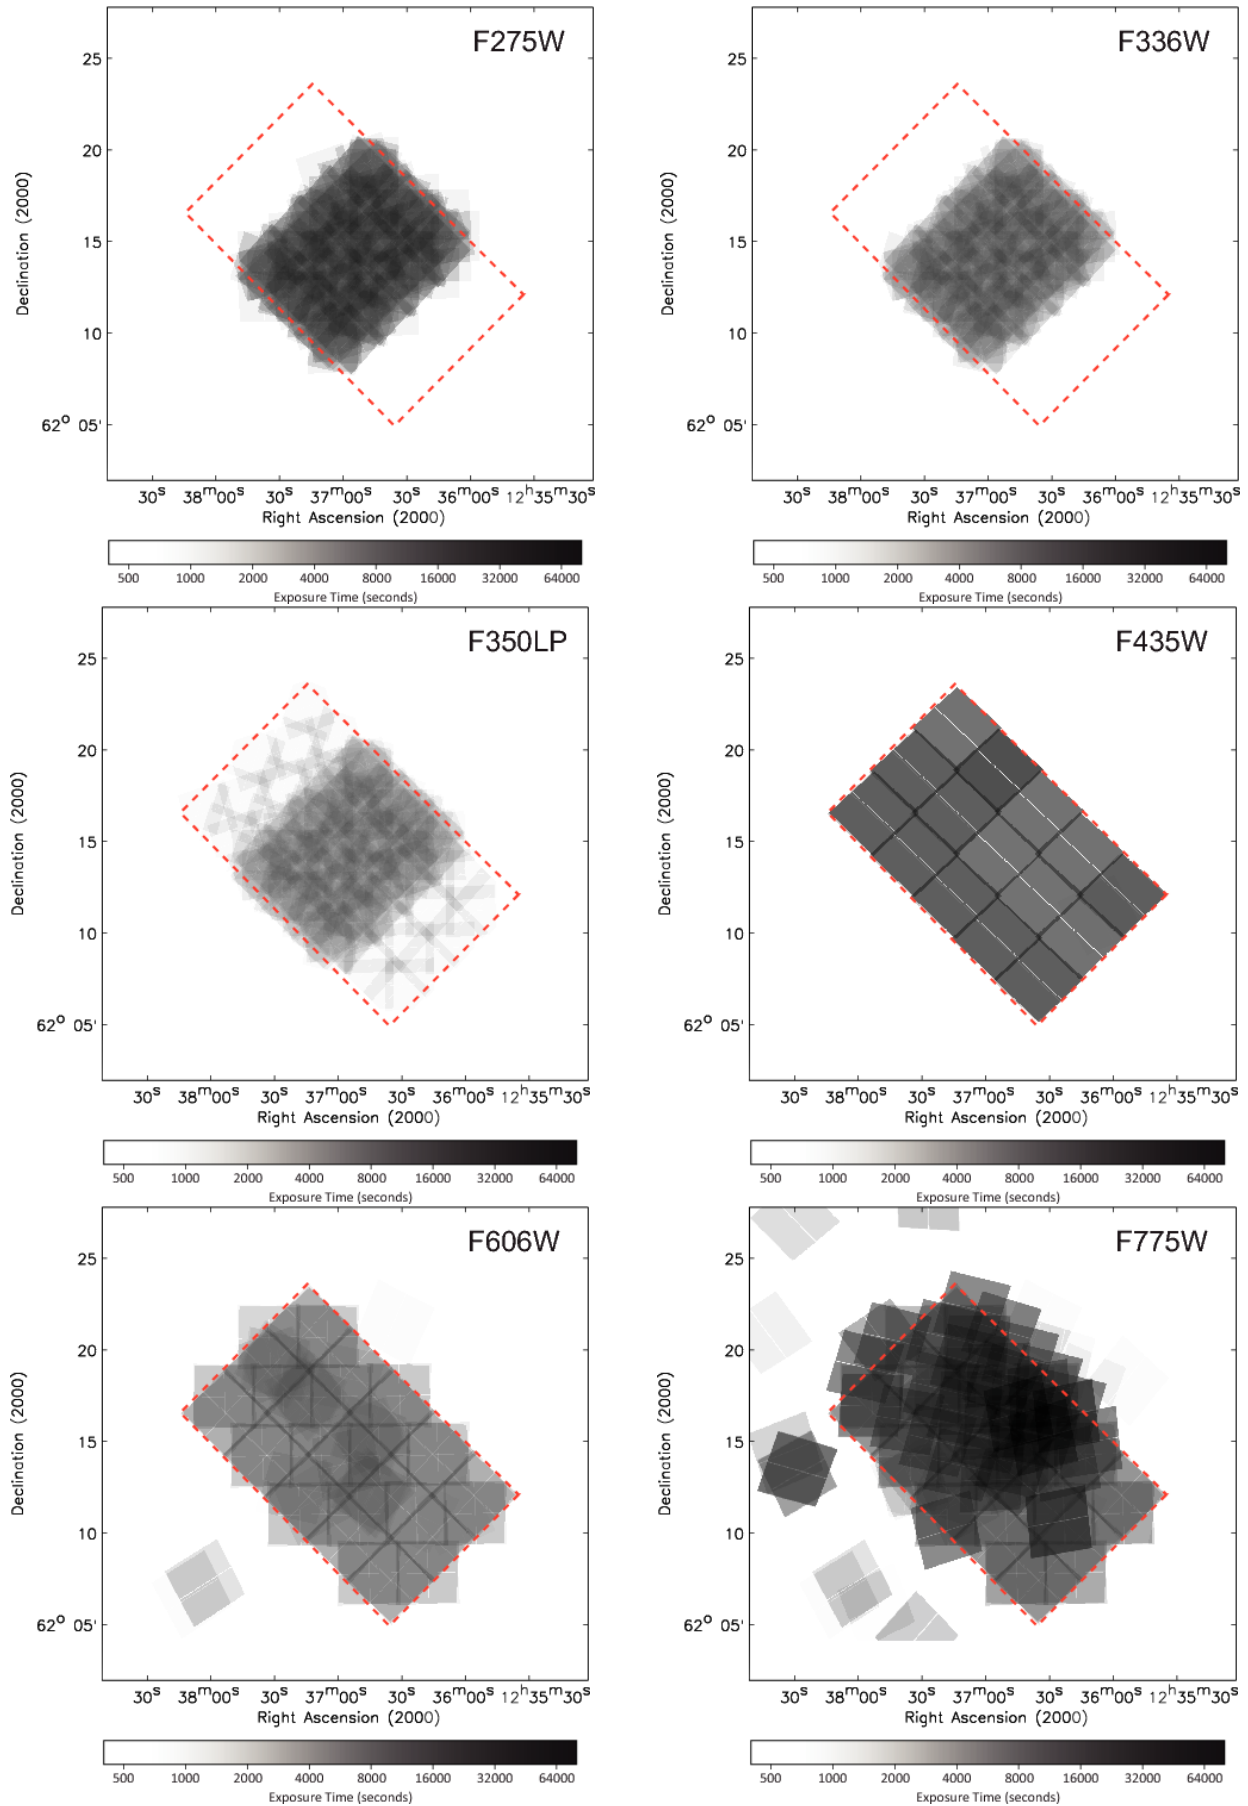 F275W
25
20
15
10
62° 05'
Declination (2000)
30s 38m00s 30s 37m00s 30s 36m00s 12h35m30s
Right Ascension (2000)
500 1000 2000 4000 8000 16000 32000 64000
Exposure Time (seconds)
F336W
25
20
15
10
62° 05'
Declination (2000)
30s 38m00s 30s 37m00s 30s 36m00s 12h35m30s
Right Ascension (2000)
500 1000 2000 4000 8000 16000 32000 64000
Exposure Time (seconds)
F350LP
25
20
15
10
62° 05'
Declination (2000)
30s 38m00s 30s 37m00s 30s 36m00s 12h35m30s
Right Ascension (2000)
500 1000 2000 4000 8000 16000 32000 64000
Exposure Time (seconds)
F435W
25
20
15
10
62° 05'
Declination (2000)
30s 38m00s 30s 37m00s 30s 36m00s 12h35m30s
Right Ascension (2000)
500 1000 2000 4000 8000 16000 32000 64000
Exposure Time (seconds)
F606W
25
20
15
10
62° 05'
Declination (2000)
30s 38m00s 30s 37m00s 30s 36m00s 12h35m30s
Right Ascension (2000)
500 1000 2000 4000 8000 16000 32000 64000
Exposure Time (seconds)
F775W
25
20
15
10
62° 05'
Declination (2000)
30s 38m00s 30s 37m00s 30s 36m00s 12h35m30s
Right Ascension (2000)
500 1000 2000 4000 8000 16000 32000 64000
Exposure Time (seconds)